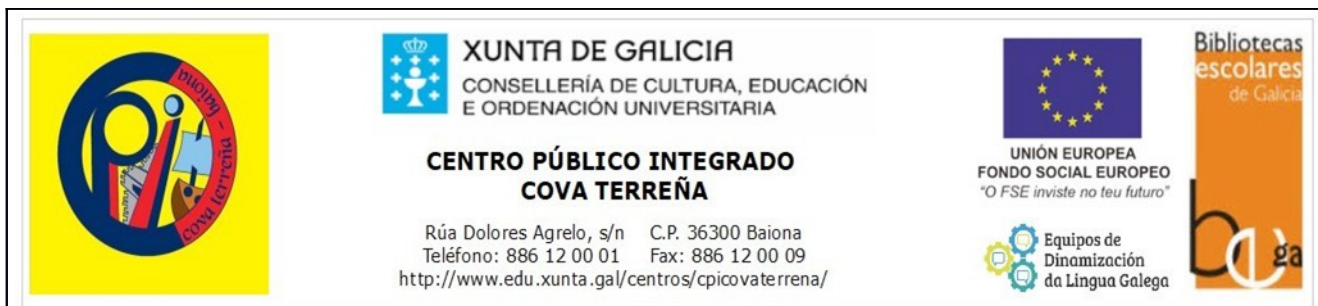 cova terreña - baiona
XUNTA DE GALICIA
CONSELLERÍA DE CULTURA, EDUCACIÓN
E ORDENACIÓN UNIVERSITARIA
CENTRO PÚBLICO INTEGRADO
COVA TERREÑA
Rúa Dolores Agrelo, s/n C.P. 36300 Baiona
Teléfono: 886 12 00 01 Fax: 886 12 00 09
http://www.edu.xunta.gal/centros/cpicovaterrena/
UNIÓN EUROPEA
FONDO SOCIAL EUROPEO
"O FSE inviste no teu futuro"
Equipos de
Dinamización
da Lingua Galega
Bibliotecas
escolares
de Galicia
bega